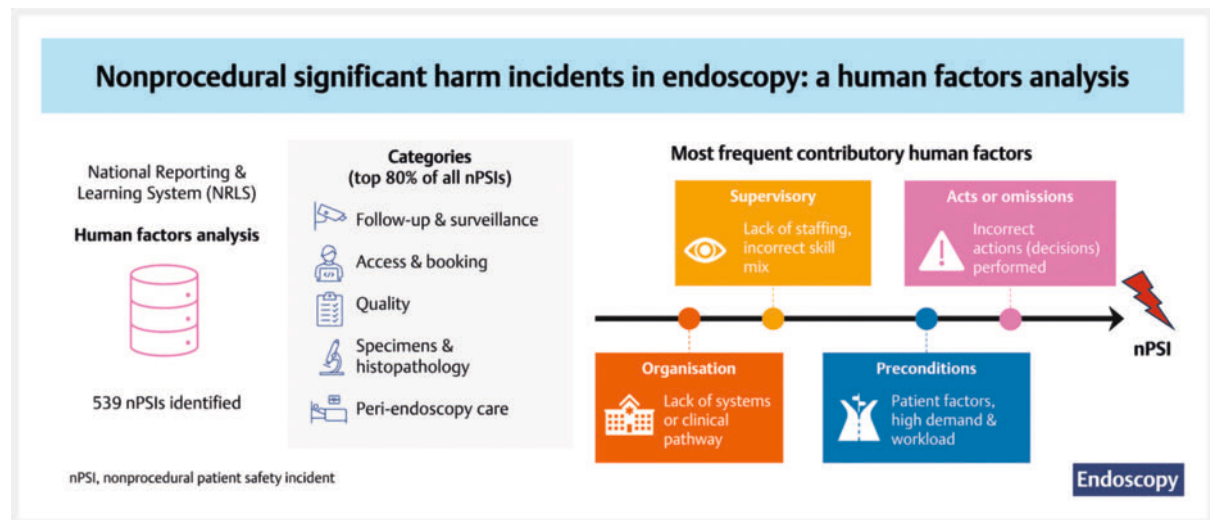 Nonprocedural significant harm incidents in endoscopy: a human factors analysis
National Reporting &
Learning System (NRLS)
Human factors analysis
539 nPSIs identified
Categories
(top 80% of all nPSIs)
Follow-up & surveillance
Access & booking
Quality
Specimens &
histopathology
Peri-endoscopy care
Most frequent contributory human factors
Supervisory
Lack of staffing,
incorrect skill
mix
Acts or omissions
Incorrect
actions (decisions)
performed
nPSI
Organisation
Lack of systems
or clinical
pathway
Preconditions
Patient factors,
high demand &
workload
nPSI, nonprocedural patient safety incident
Endoscopy